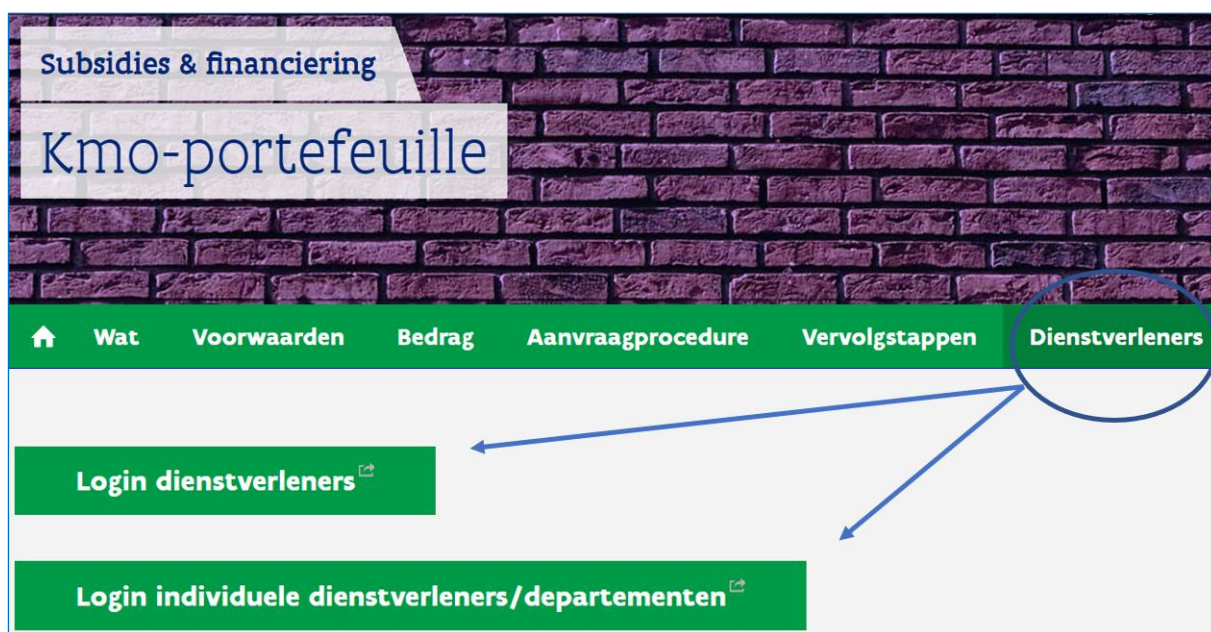 Subsidies & financiering
Kmo-portefeuille
Wat Voorwaarden Bedrag Aanvraagprocedure Vervolgstappen Dienstverleners
Login dienstverleners
Login individuele dienstverleners/departementen